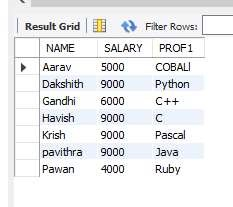 Result Grid Filter Rows:
NAME SALARY PROF1
Aarav 5000 COBALl
Dakshith 9000 Python
Gandhi 6000 C++
Havish 9000 C
Krish 9000 Pascal
pavithra 9000 Java
Pawan 4000 Ruby